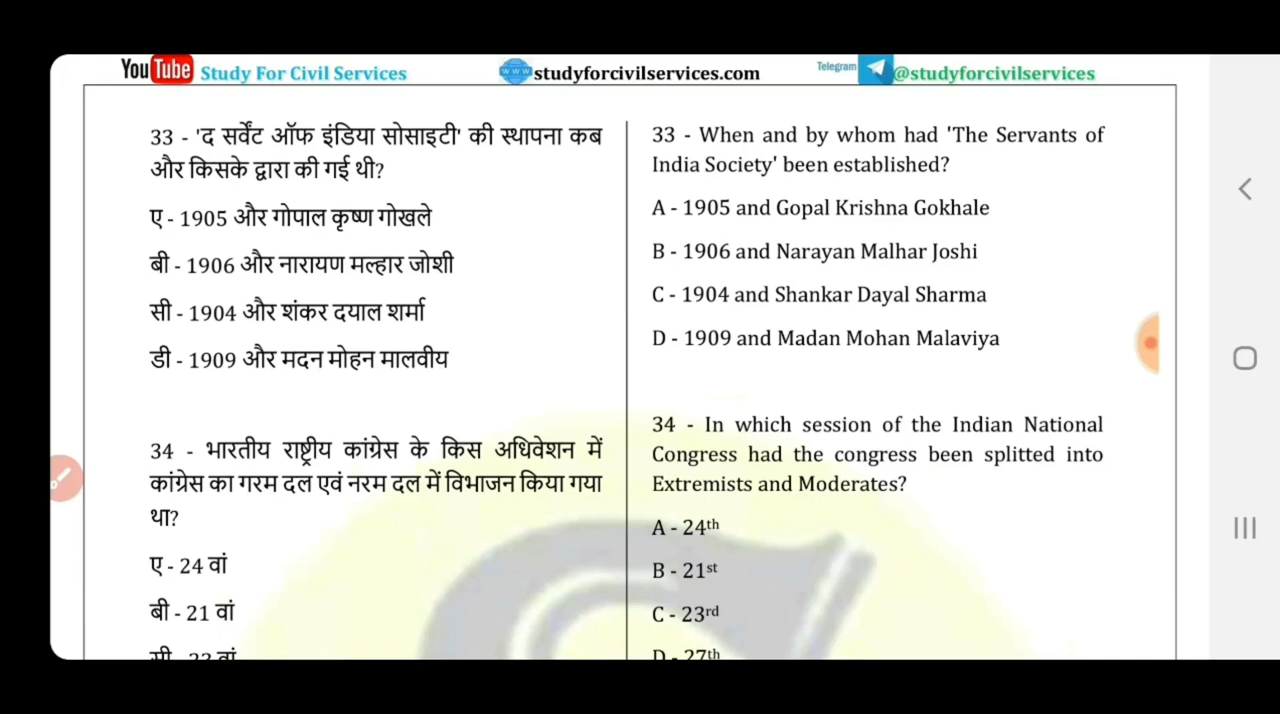 YouTube Study For Civil Services
www studyforcivilservices.com
Telegram @studyforcivilservices
33 - 'द सर्वेंट ऑफ इंडिया सोसाइटी' की स्थापना कब
और किसके द्वारा की गई थी?
ए - 1905 और गोपाल कृष्ण गोखले
बी - 1906 और नारायण मल्हार जोशी
सी - 1904 और शंकर दयाल शर्मा
डी - 1909 और मदन मोहन मालवीय
34 - भारतीय राष्ट्रीय कांग्रेस के किस अधिवेशन में
कांग्रेस का गरम दल एवं नरम दल में विभाजन किया गया
था?
ए - 24 वां
बी - 21 वां
सी - 23 वां
33 - When and by whom had 'The Servants of
India Society' been established?
A - 1905 and Gopal Krishna Gokhale
B - 1906 and Narayan Malhar Joshi
C - 1904 and Shankar Dayal Sharma
D - 1909 and Madan Mohan Malaviya
34 - In which session of the Indian National
Congress had the congress been splitted into
Extremists and Moderates?
A - 24th
B - 21st
C - 23rd
D - 27th